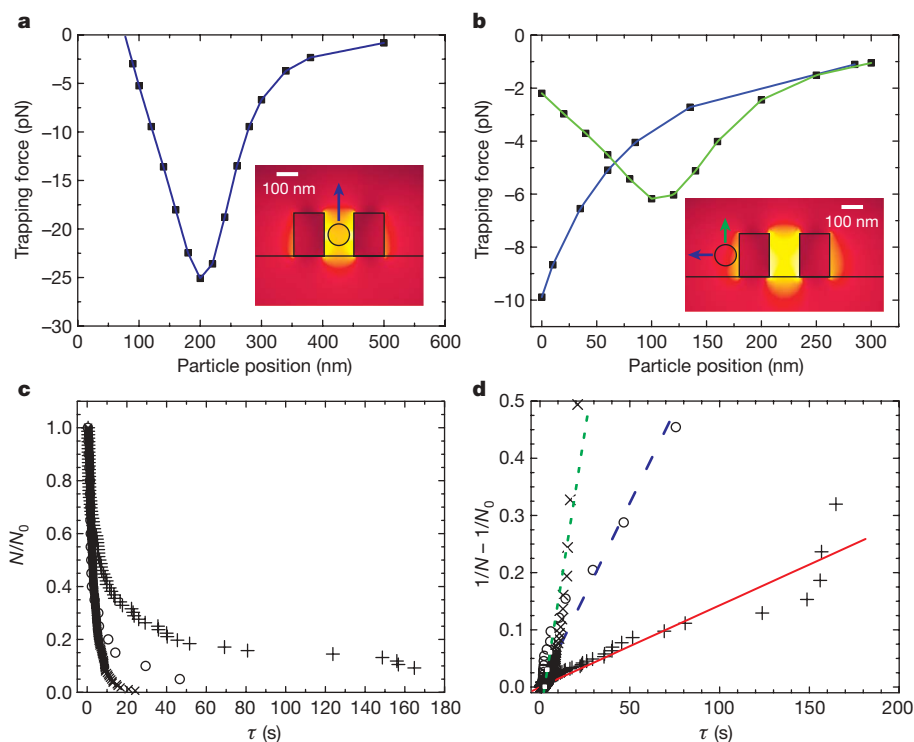 a
0
−5
−10
−15
−20
−25
−30
Trapping force (pN)
100 nm
0 100 200 300 400 500 600
Particle position (nm)
b
0
−2
−4
−6
−8
−10
Trapping force (pN)
100 nm
0 50 100 150 200 250 300
Particle position (nm)
c
1.0
0.8
0.6
0.4
0.2
0.0
N/N0
0 20 40 60 80 100 120 140 160 180
τ (s)
d
0.5
0.4
0.3
0.2
0.1
−0.0
1/N − 1/N0
0 50 100 150 200
τ (s)